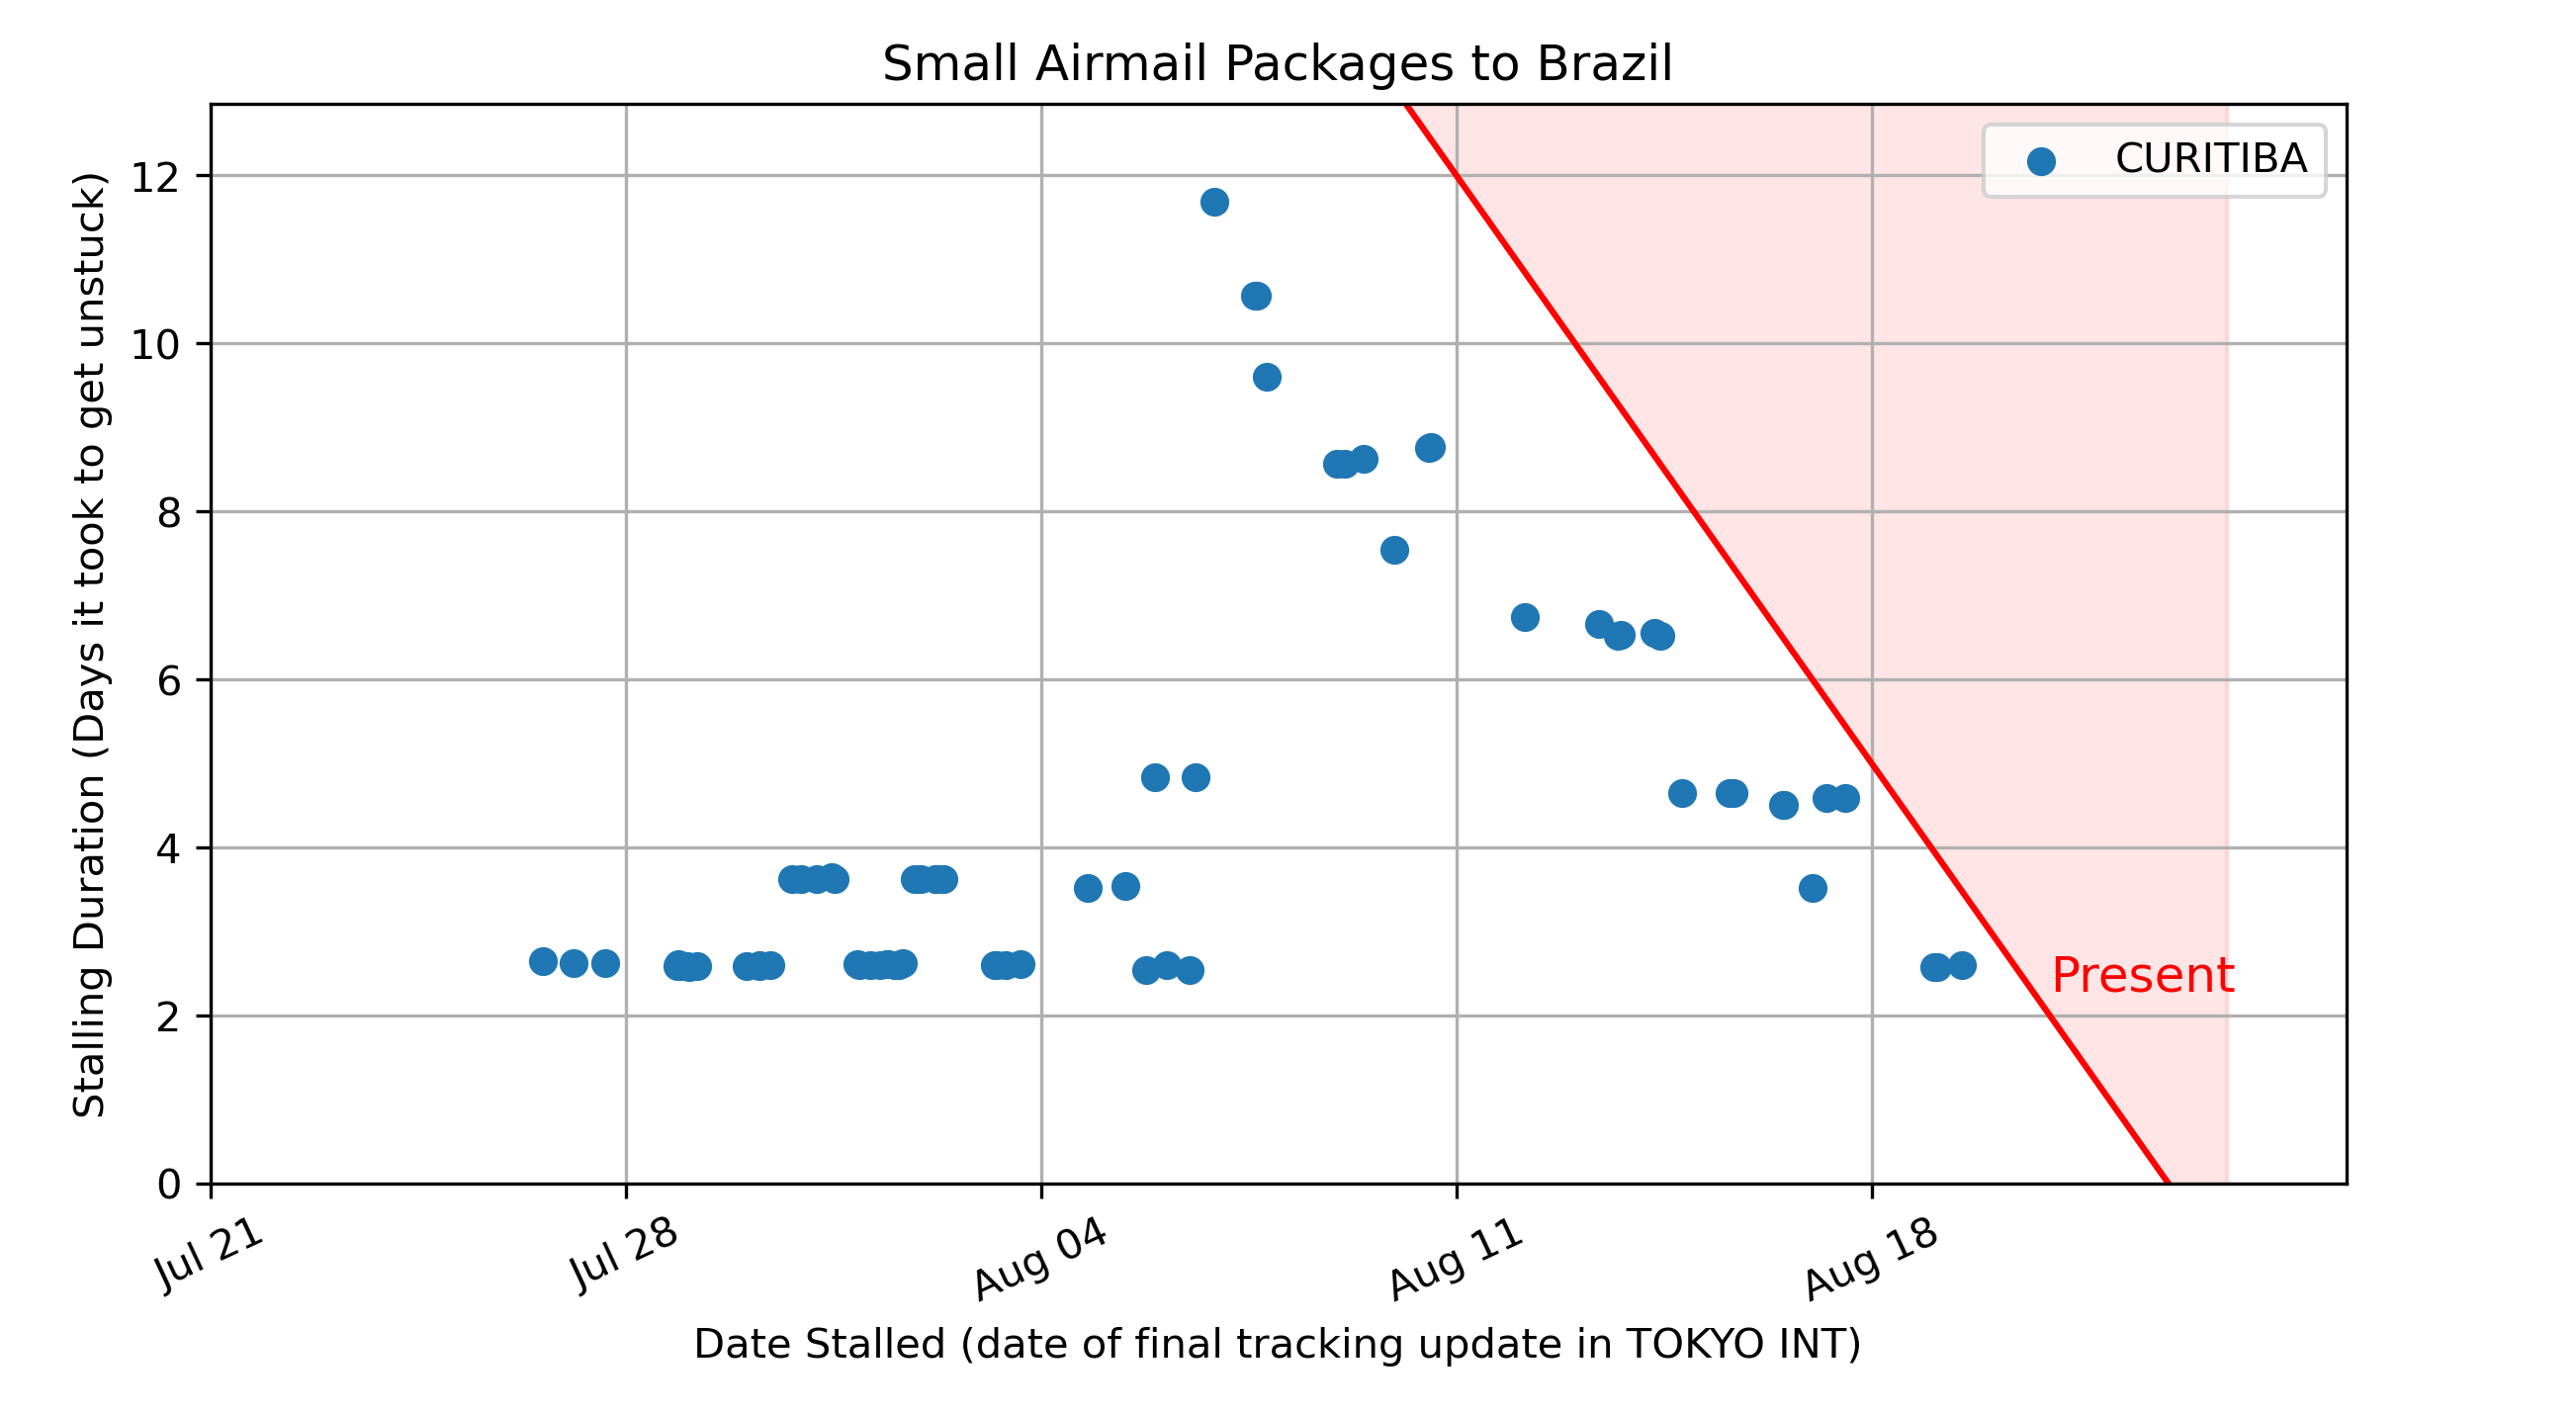 Small Airmail Packages to Brazil
CURITIBA
Stalling Duration (Days it took to get unstuck)
12
10
8
6
4
2
0
Present
Jul 21
Jul 28
Aug 04
Aug 11
Aug 18
Date Stalled (date of final tracking update in TOKYO INT)